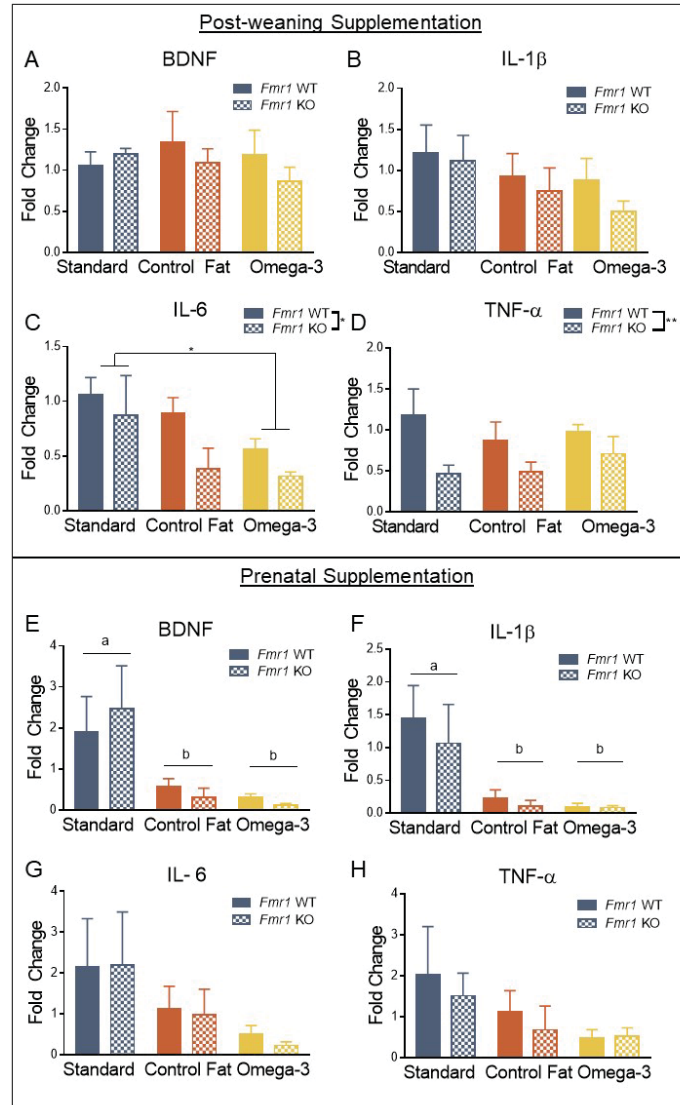 Post-weaning Supplementation
A
BDNF
Fmr1 WT
Fmr1 KO
Fold Change
2.0
1.5
1.0
0.5
0.0
Standard Control Fat Omega-3
B
IL-1β
Fmr1 WT
Fmr1 KO
Fold Change
2.0
1.5
1.0
0.5
0.0
Standard Control Fat Omega-3
C
IL-6
Fmr1 WT
Fmr1 KO
*
*
Fold Change
1.5
1.0
0.5
0.0
Standard Control Fat Omega-3
D
TNF-α
Fmr1 WT
Fmr1 KO
**
Fold Change
2.0
1.5
1.0
0.5
0.0
Standard Control Fat Omega-3
Prenatal Supplementation
E
BDNF
Fmr1 WT
Fmr1 KO
a
b
b
Fold Change
4
3
2
1
0
Standard Control Fat Omega-3
F
IL-1β
Fmr1 WT
Fmr1 KO
a
b
b
Fold Change
2.5
2.0
1.5
1.0
0.5
0.0
Standard Control Fat Omega-3
G
IL- 6
Fmr1 WT
Fmr1 KO
Fold Change
4
3
2
1
0
Standard Control Fat Omega-3
H
TNF-α
Fmr1 WT
Fmr1 KO
Fold Change
4
3
2
1
0
Standard Control Fat Omega-3